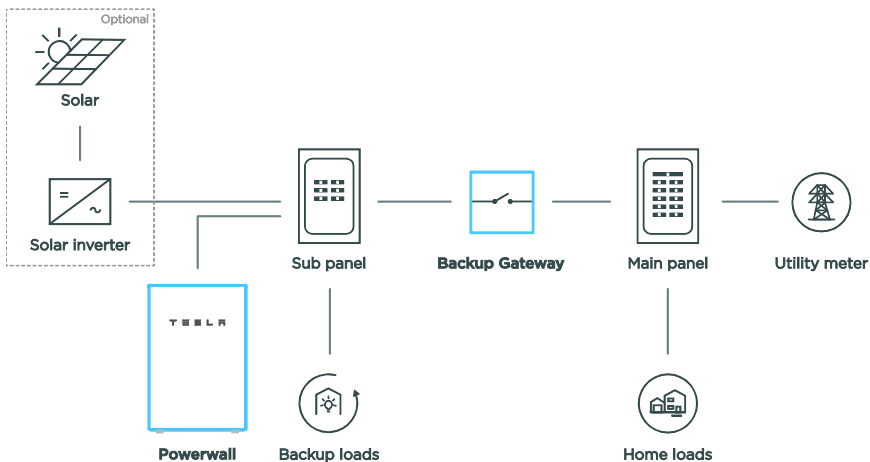 Optional
Solar
Solar inverter
Sub panel
Backup Gateway
Main panel
Utility meter
TESLA
Powerwall
Backup loads
Home loads